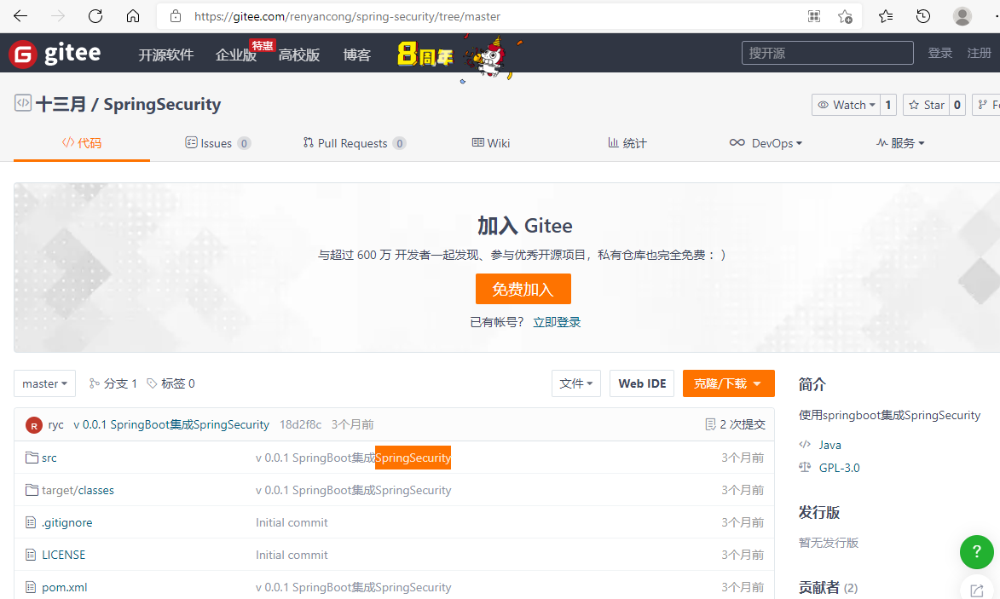 https://gitee.com/renyancong/spring-security/tree/master
gitee 开源软件 企业版 特惠 高校版 博客 8周年 搜开源 登录 注册
十三月 / SpringSecurity Watch 1 Star 0
代码 Issues 0 Pull Requests 0 Wiki 统计 DevOps 服务
加入 Gitee
与超过 600 万 开发者一起发现、参与优秀开源项目，私有仓库也完全免费：）
免费加入
已有帐号？ 立即登录
master 分支 1 标签 0 文件 Web IDE 克隆/下载
简介
R ryc v 0.0.1 SpringBoot集成SpringSecurity 18d2f8c 3个月前 2 次提交
使用springboot集成SpringSecurity
src v 0.0.1 SpringBoot集成SpringSecurity 3个月前
Java
GPL-3.0
target/classes v 0.0.1 SpringBoot集成SpringSecurity 3个月前
发行版
.gitignore Initial commit 3个月前
暂无发行版
LICENSE Initial commit 3个月前
?
pom.xml v 0.0.1 SpringBoot集成SpringSecurity 3个月前
贡献者 (2)